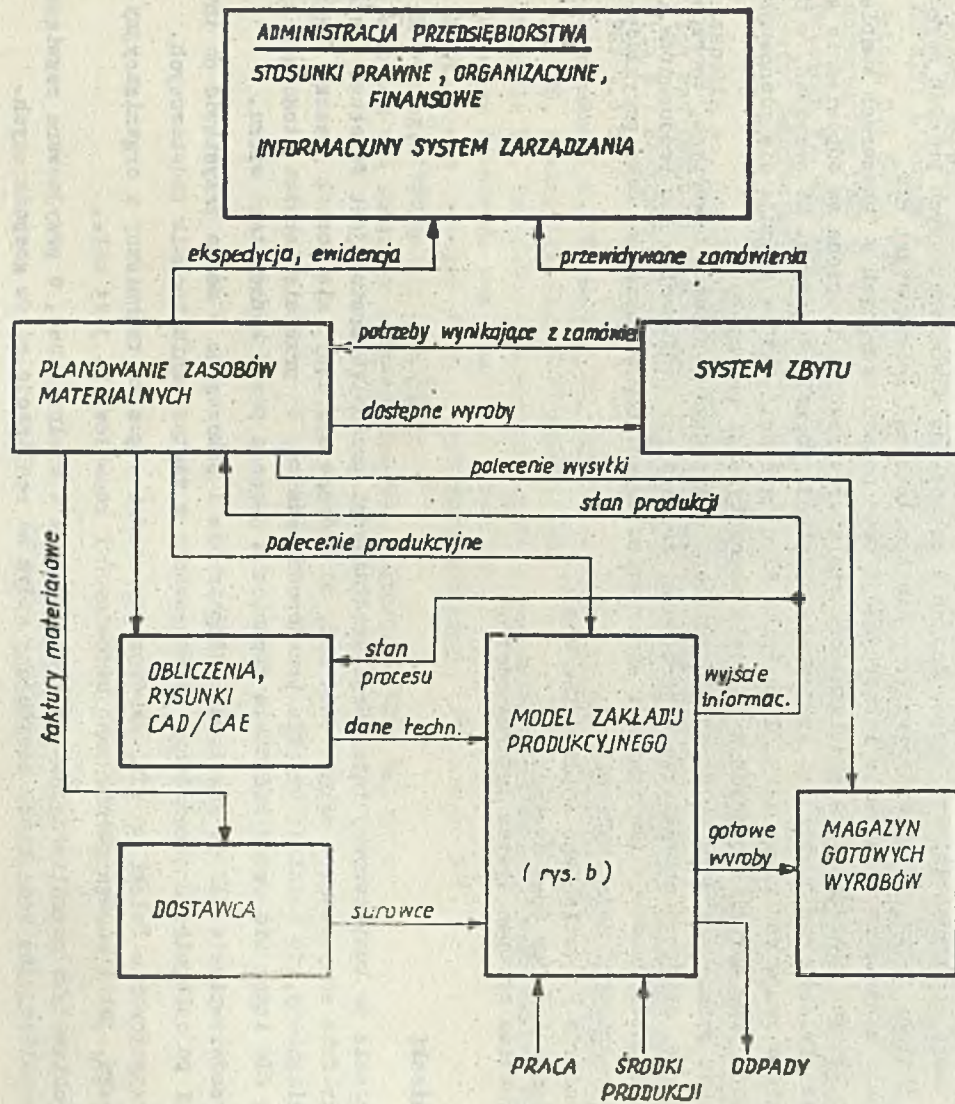 ADMINISTRACJA PRZEDSIĘBIORSTWA
STOSUNKI PRAWNE, ORGANIZACYJNE,
FINANSOWE
INFORMACYJNY SYSTEM ZARZĄDZANIA
ekspedycja, ewidencja
przewidywane zamówienia
PLANOWANIE ZASOBÓW
MATERIALNYCH
potrzeby wynikające z zamówień
SYSTEM ZBYTU
dostępne wyroby
polecenie wysyłki
stan produkcji
polecenie produkcyjne
faktury materiałowe
OBLICZENIA,
RYSUNKI
CAD/CAE
stan
procesu
dane techn.
MODEL ZAKŁADU
PRODUKCYJNEGO
(rys. b)
wyjście
informac.
gotowe
wyroby
MAGAZYN
GOTOWYCH
WYROBÓW
DOSTAWCA
surowce
PRACA
ŚRODKI
PRODUKCJI
ODPADY